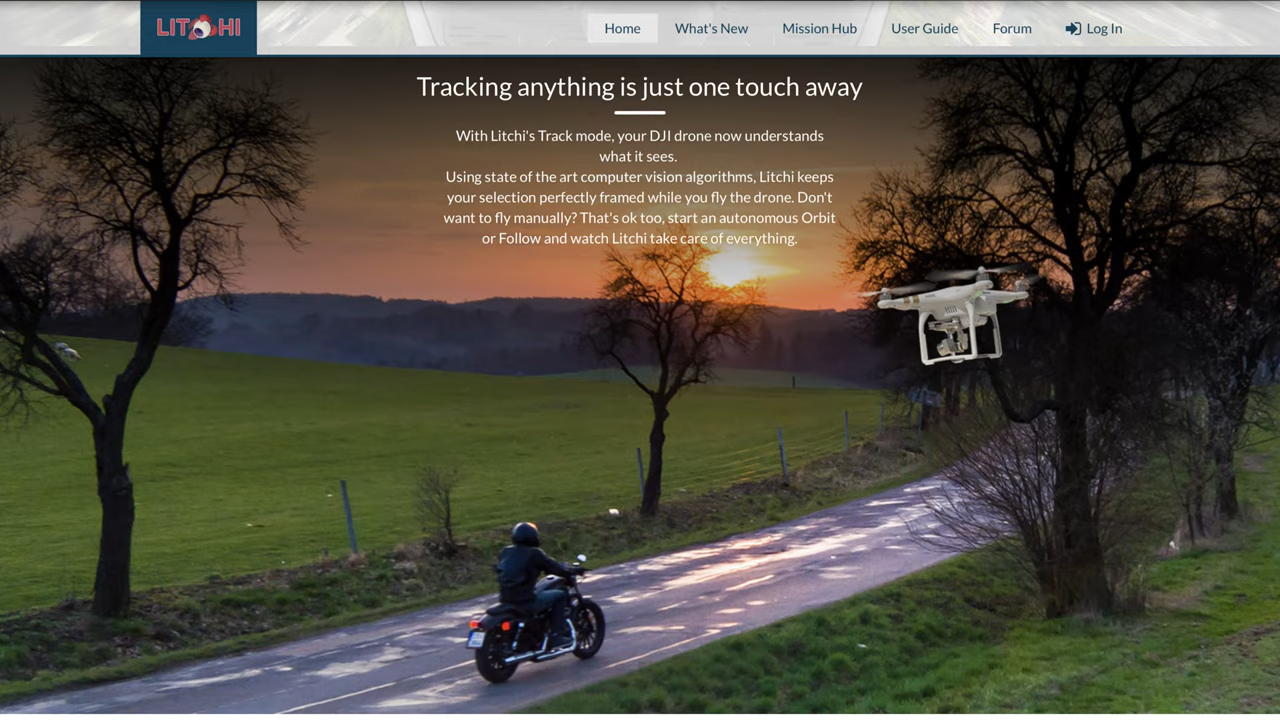 LITCHI
Home What's New Mission Hub User Guide Forum Log In
Tracking anything is just one touch away
With Litchi's Track mode, your DJI drone now understands
what it sees.
Using state of the art computer vision algorithms, Litchi keeps
your selection perfectly framed while you fly the drone. Don't
want to fly manually? That's ok too, start an autonomous Orbit
or Follow and watch Litchi take care of everything.